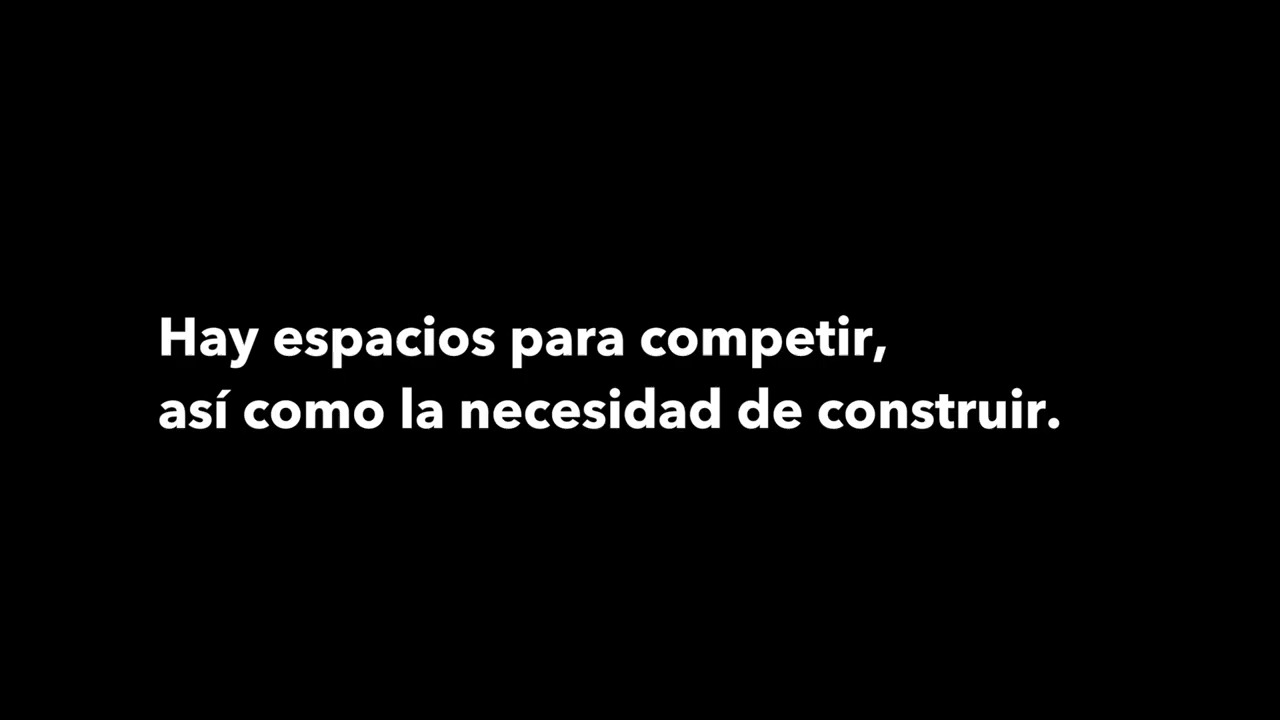 Hay espacios para competir,
así como la necesidad de construir.